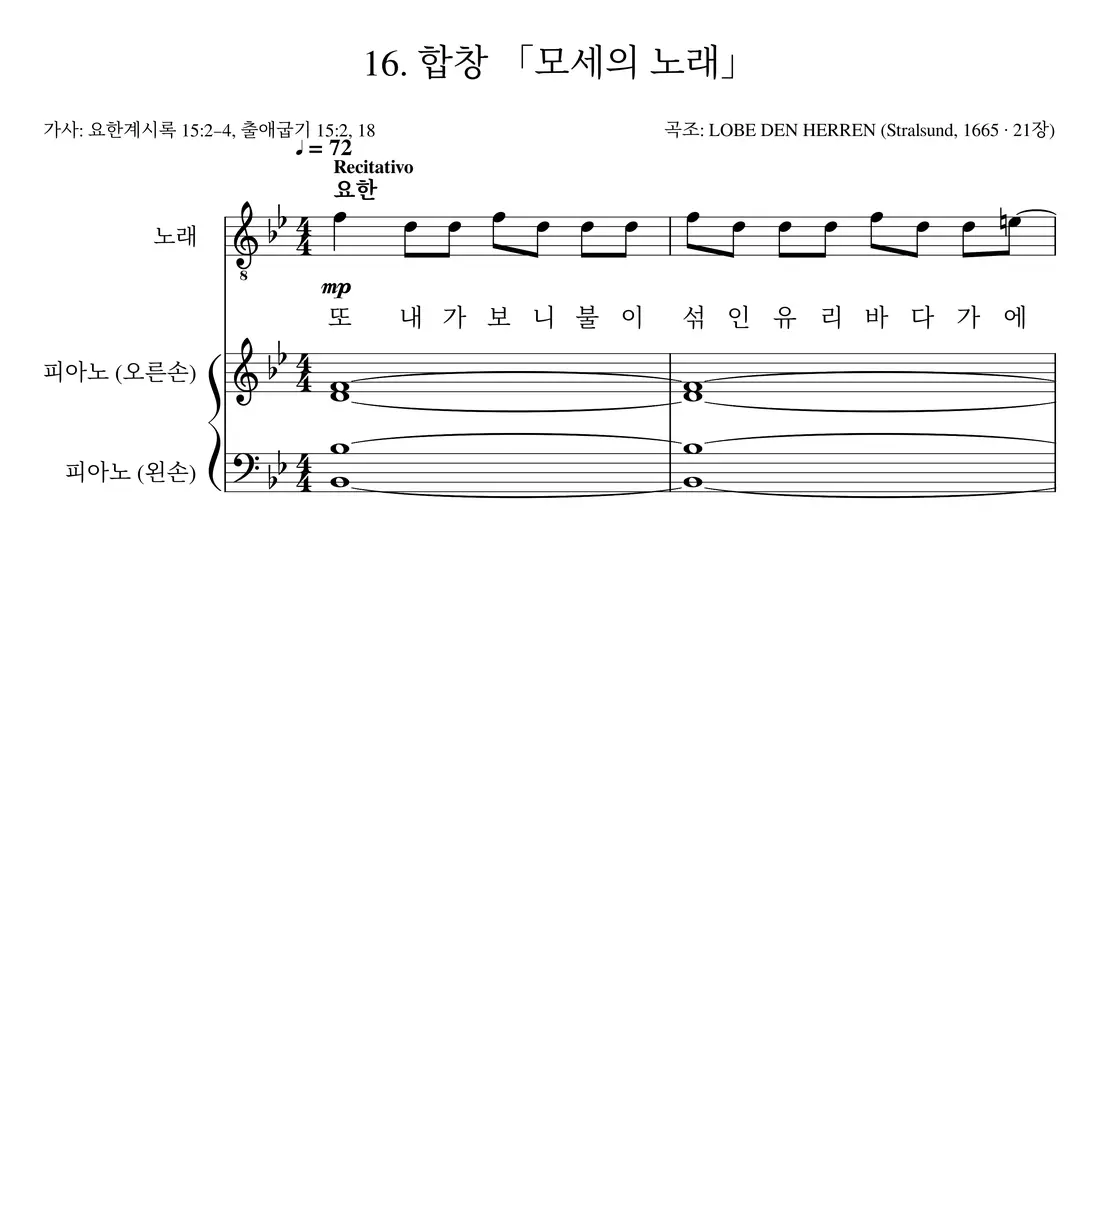 16. 합창 「모세의 노래」
가사: 요한계시록 15:2–4, 출애굽기 15:2, 18
곡조: LOBE DEN HERREN (Stralsund, 1665 · 21장)
♩ = 72
Recitativo
요한
노래
mp
또 내 가 보 니 불 이 섞 인 유 리 바 다 가 에
피아노 (오른손)
피아노 (왼손)